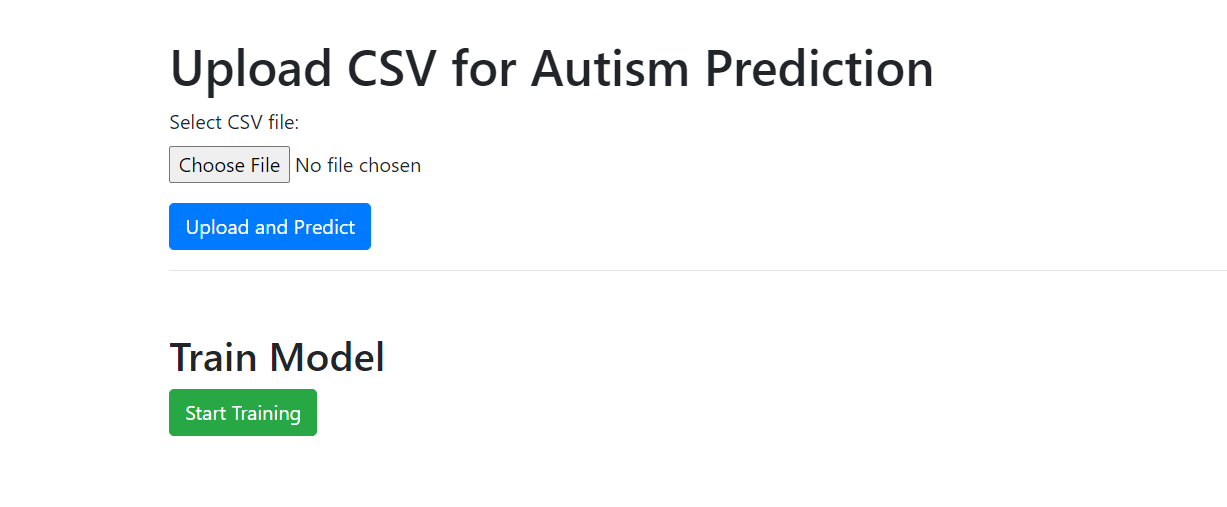 Upload CSV for Autism Prediction
Select CSV file:
Choose File No file chosen
Upload and Predict
Train Model
Start Training